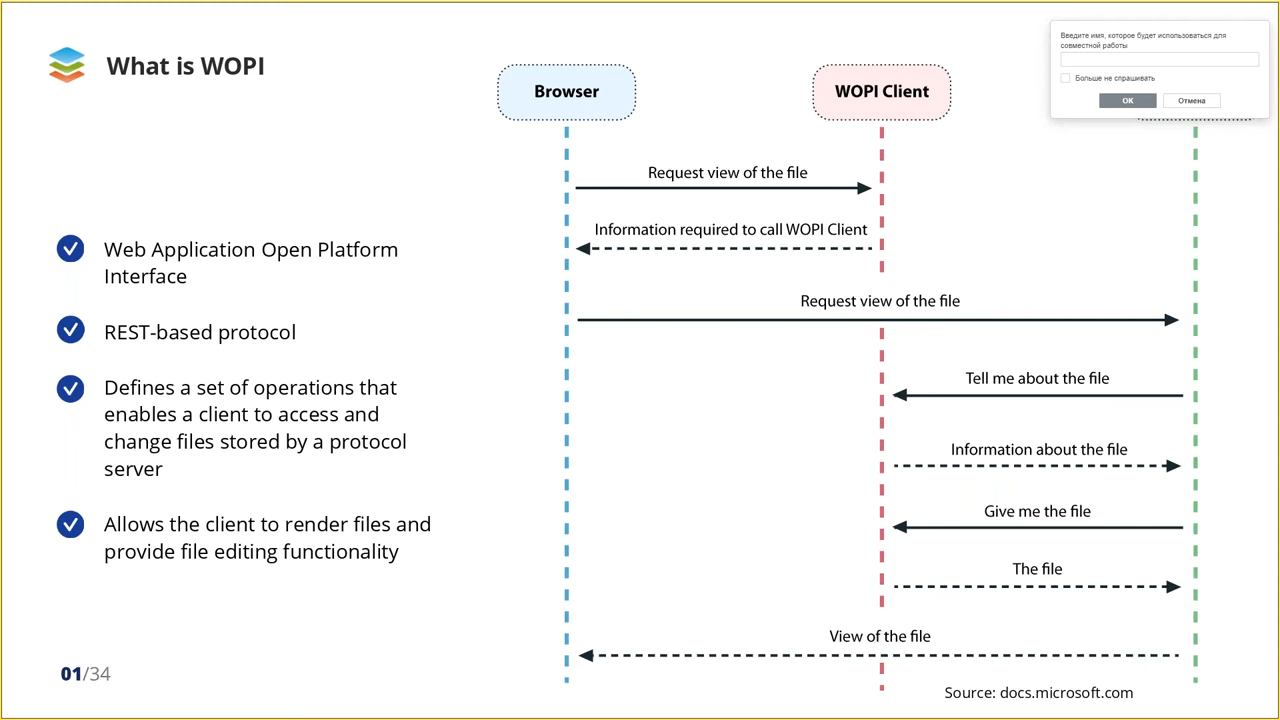 What is WOPI
Web Application Open Platform
Interface
REST-based protocol
Defines a set of operations that
enables a client to access and
change files stored by a protocol
server
Allows the client to render files and
provide file editing functionality
01/34
Browser
WOPI Client
Request view of the file
Information required to call WOPI Client
Request view of the file
Tell me about the file
Information about the file
Give me the file
The file
View of the file
Source: docs.microsoft.com
Введите имя, которое будет использоваться для
совместной работы
Больше не спрашивать
OK
Отмена